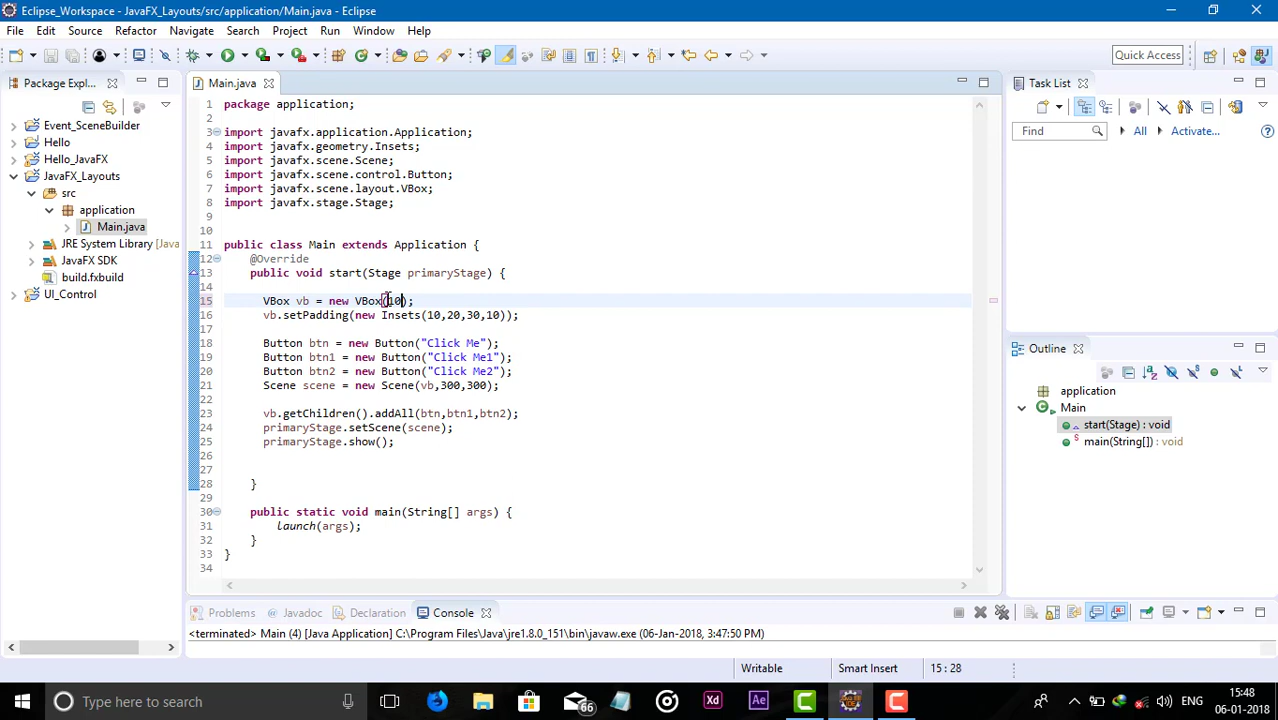 Eclipse_Workspace - JavaFX_Layouts/src/application/Main.java - Eclipse
File Edit Source Refactor Navigate Search Project Run Window Help
Quick Access
Package Expl...
Event_SceneBuilder
Hello
Hello_JavaFX
JavaFX_Layouts
src
application
Main.java
JRE System Library [Java
JavaFX SDK
build.fxbuild
UI_Control
Main.java
1 package application;
2
3 import javafx.application.Application;
4 import javafx.geometry.Insets;
5 import javafx.scene.Scene;
6 import javafx.scene.control.Button;
7 import javafx.scene.layout.VBox;
8 import javafx.stage.Stage;
9
10
11 public class Main extends Application {
12 @Override
13 public void start(Stage primaryStage) {
14
15 VBox vb = new VBox(10);
16 vb.setPadding(new Insets(10,20,30,10));
17
18 Button btn = new Button("Click Me");
19 Button btn1 = new Button("Click Me1");
20 Button btn2 = new Button("Click Me2");
21 Scene scene = new Scene(vb,300,300);
22
23 vb.getChildren().addAll(btn,btn1,btn2);
24 primaryStage.setScene(scene);
25 primaryStage.show();
26
27
28 }
29
30 public static void main(String[] args) {
31 launch(args);
32 }
33 }
34
Task List
Find All Activate...
Outline
application
Main
start(Stage) : void
main(String[]) : void
Problems Javadoc Declaration Console
<terminated> Main (4) [Java Application] C:\Program Files\Java\jre1.8.0_151\bin\javaw.exe (06-Jan-2018, 3:47:50 PM)
Writable Smart Insert 15 : 28
Type here to search
66
Xd
Ae
ENG
15:48
06-01-2018